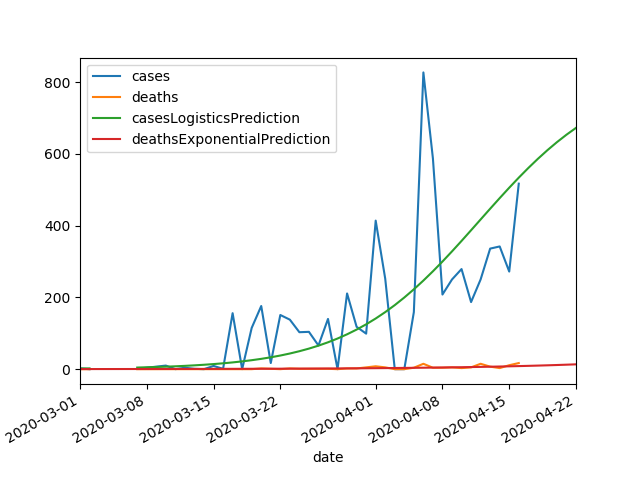 cases
deaths
casesLogisticsPrediction
deathsExponentialPrediction
800
600
400
200
0
2020-03-01
2020-03-08
2020-03-15
2020-03-22
2020-04-01
2020-04-08
2020-04-15
2020-04-22
date